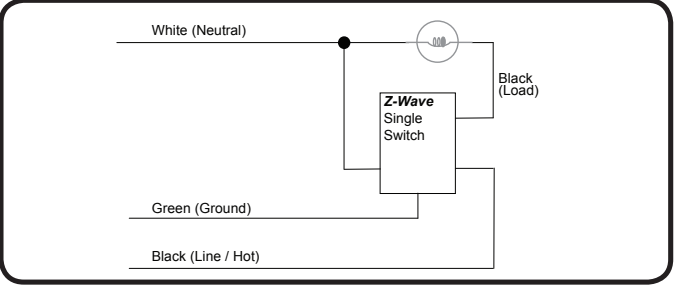 White (Neutral)
Black
(Load)
Z-Wave
Single
Switch
Green (Ground)
Black (Line / Hot)